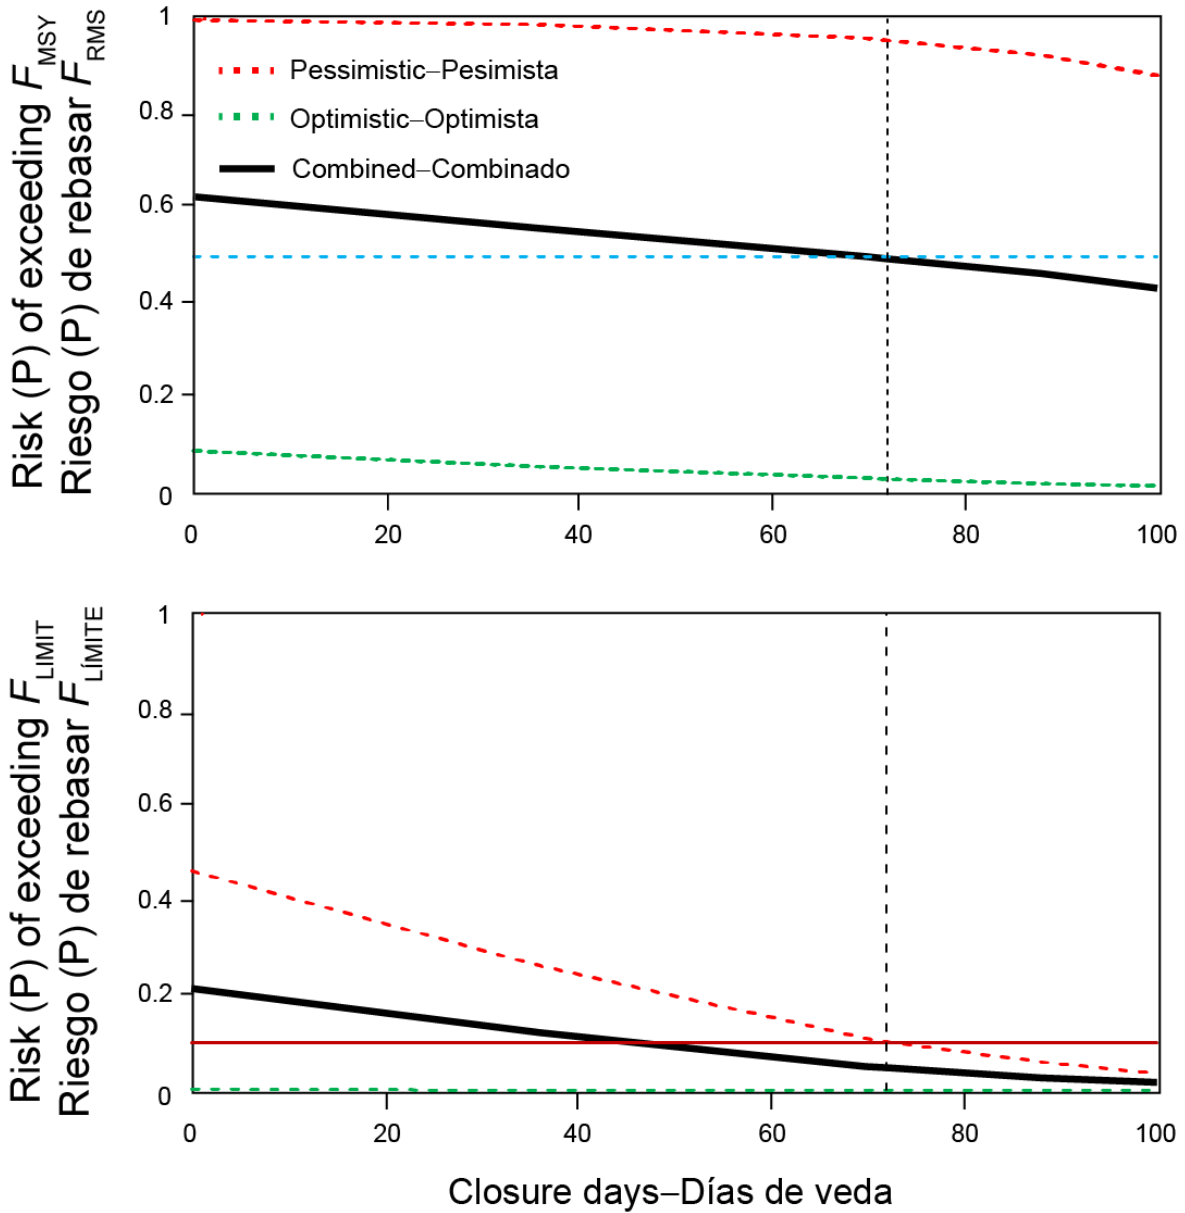 Risk (P) of exceeding FMSY
Riesgo (P) de rebasar FRMS
1
0.8
0.6
0.4
0.2
0
Pessimistic–Pesimista
Optimistic–Optimista
Combined–Combinado
0 20 40 60 80 100
Risk (P) of exceeding FLIMIT
Riesgo (P) de rebasar FLÍMITE
1
0.8
0.6
0.4
0.2
0
0 20 40 60 80 100
Closure days–Días de veda